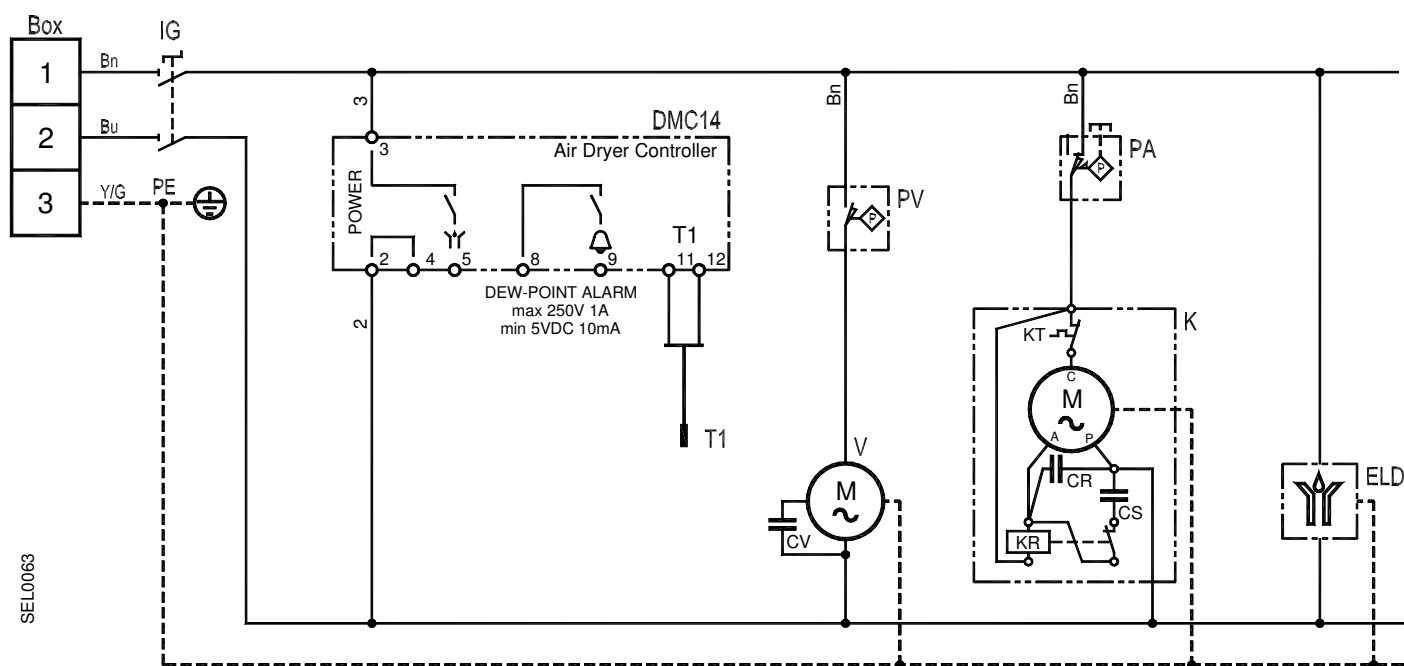 Box
IG
1
Bn
2
Bu
3
Y/G
PE
3
DMC14
3
Air Dryer Controller
POWER
T1
2
4
5
8
9
11
12
DEW-POINT ALARM
max 250V 1A
min 5VDC 10mA
2
T1
Bn
PV
P
V
M
CV
Bn
PA
P
K
KT
C
M
A
P
CR
CS
KR
ELD
SEL0063